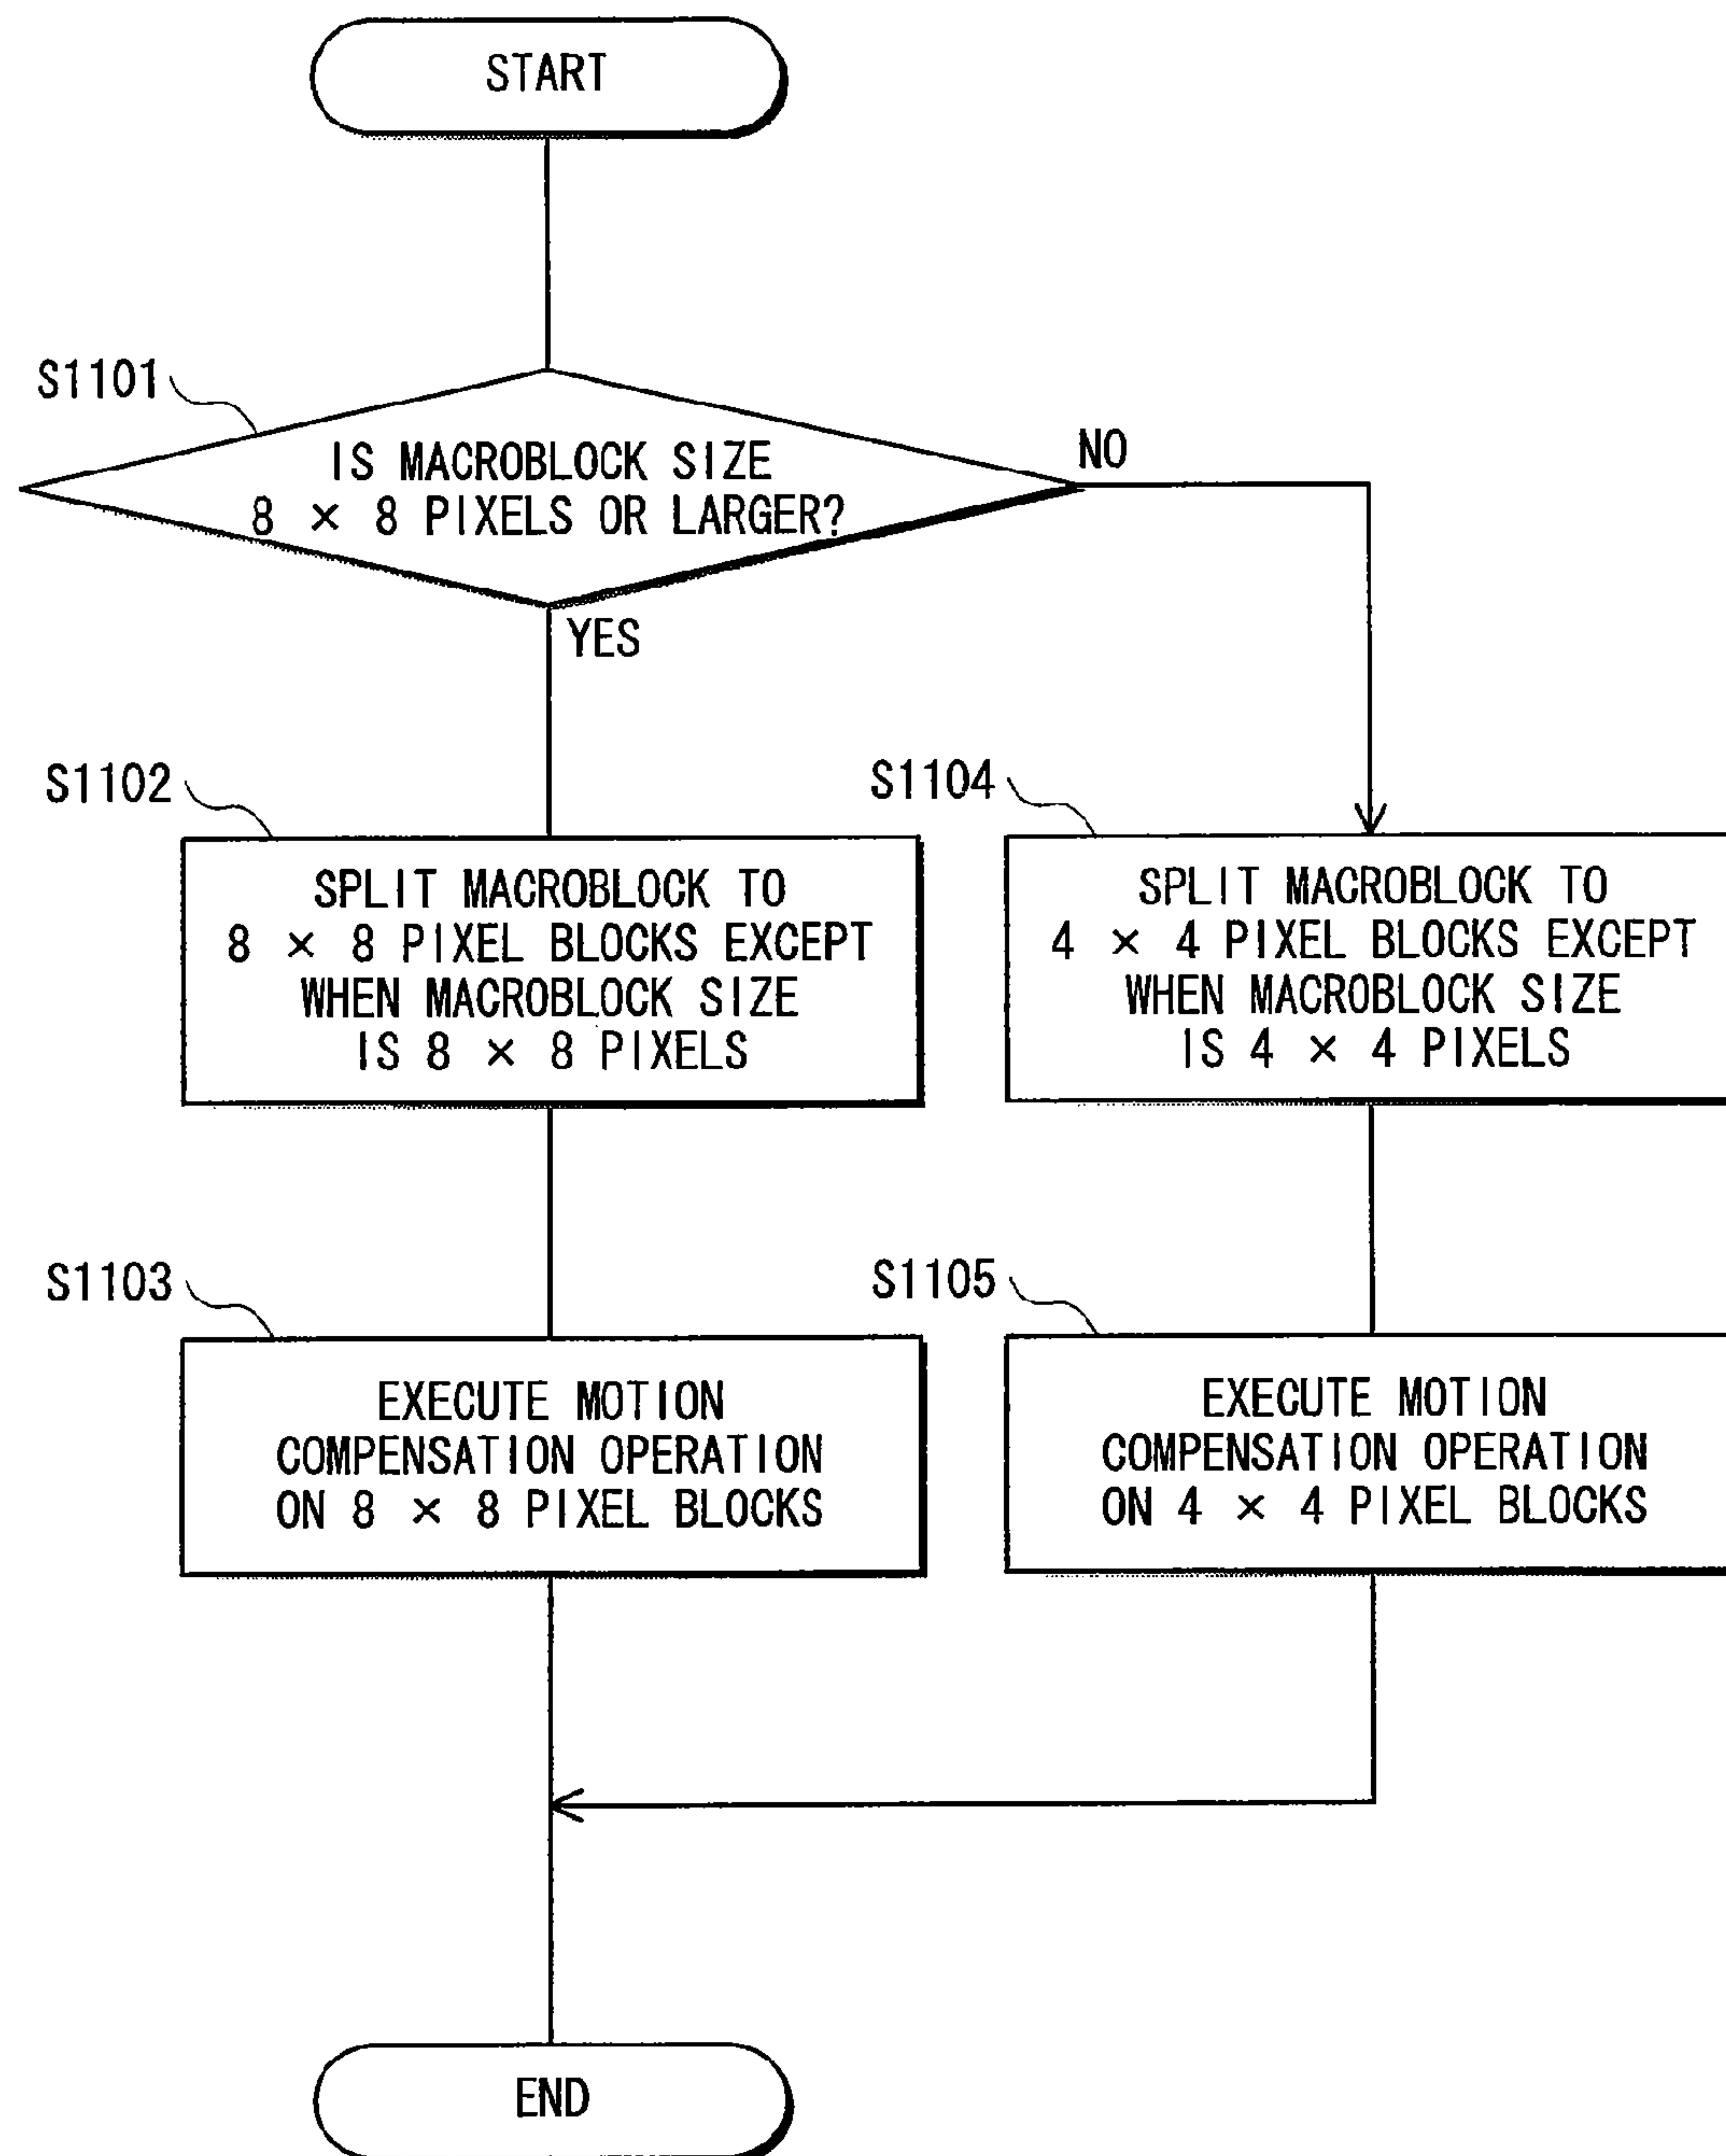 START
S1101
IS MACROBLOCK SIZE
8 × 8 PIXELS OR LARGER?
NO
YES
S1102
SPLIT MACROBLOCK TO
8 × 8 PIXEL BLOCKS EXCEPT
WHEN MACROBLOCK SIZE
IS 8 × 8 PIXELS
S1104
SPLIT MACROBLOCK TO
4 × 4 PIXEL BLOCKS EXCEPT
WHEN MACROBLOCK SIZE
IS 4 × 4 PIXELS
S1103
EXECUTE MOTION
COMPENSATION OPERATION
ON 8 × 8 PIXEL BLOCKS
S1105
EXECUTE MOTION
COMPENSATION OPERATION
ON 4 × 4 PIXEL BLOCKS
END